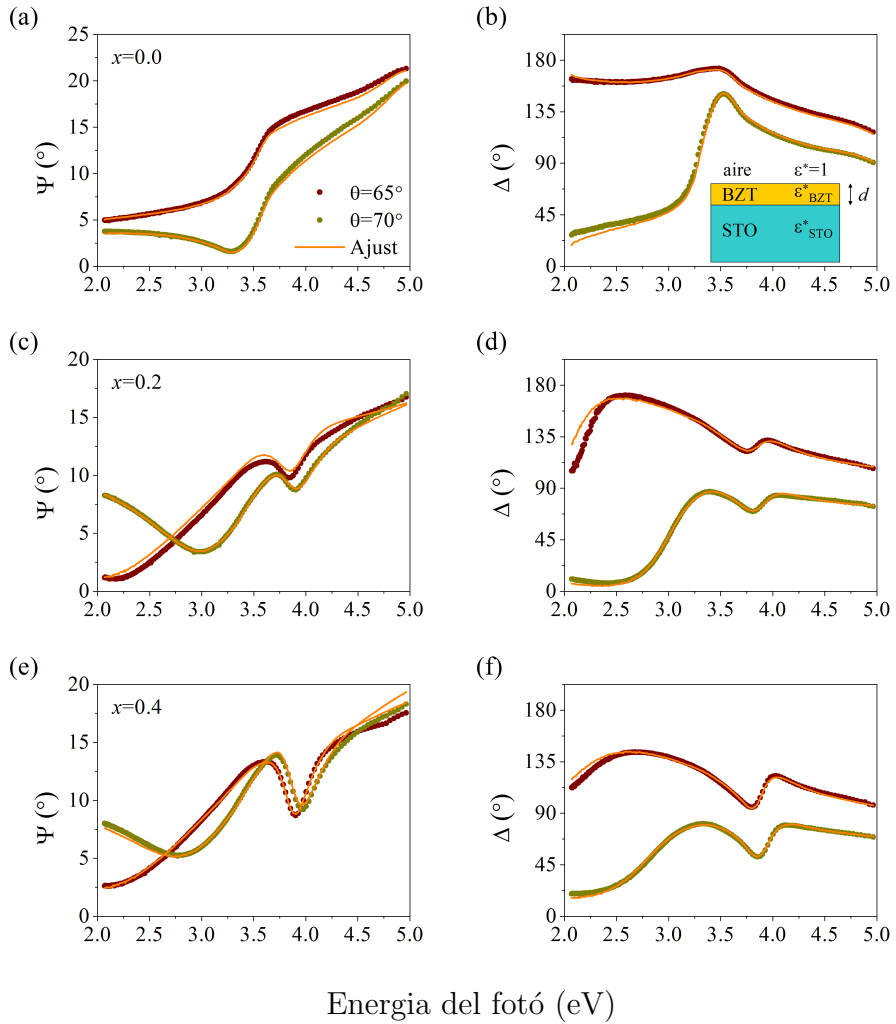 (a)
x=0.0
Ψ (°)
25
20
15
10
5
0
2.0 2.5 3.0 3.5 4.0 4.5 5.0
θ=65°
θ=70°
Ajust
(b)
Δ (°)
180
135
90
45
0
2.0 2.5 3.0 3.5 4.0 4.5 5.0
aire ε*=1
BZT ε*BZT d
STO ε*STO
(c)
x=0.2
Ψ (°)
20
15
10
5
0
2.0 2.5 3.0 3.5 4.0 4.5 5.0
(d)
Δ (°)
180
135
90
45
0
2.0 2.5 3.0 3.5 4.0 4.5 5.0
(e)
x=0.4
Ψ (°)
20
15
10
5
0
2.0 2.5 3.0 3.5 4.0 4.5 5.0
(f)
Δ (°)
180
135
90
45
0
2.0 2.5 3.0 3.5 4.0 4.5 5.0
Energia del fotó (eV)